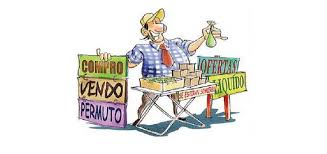 COMPRO
VENDO
PERMUTO
OFERTAS
LIQUIDO